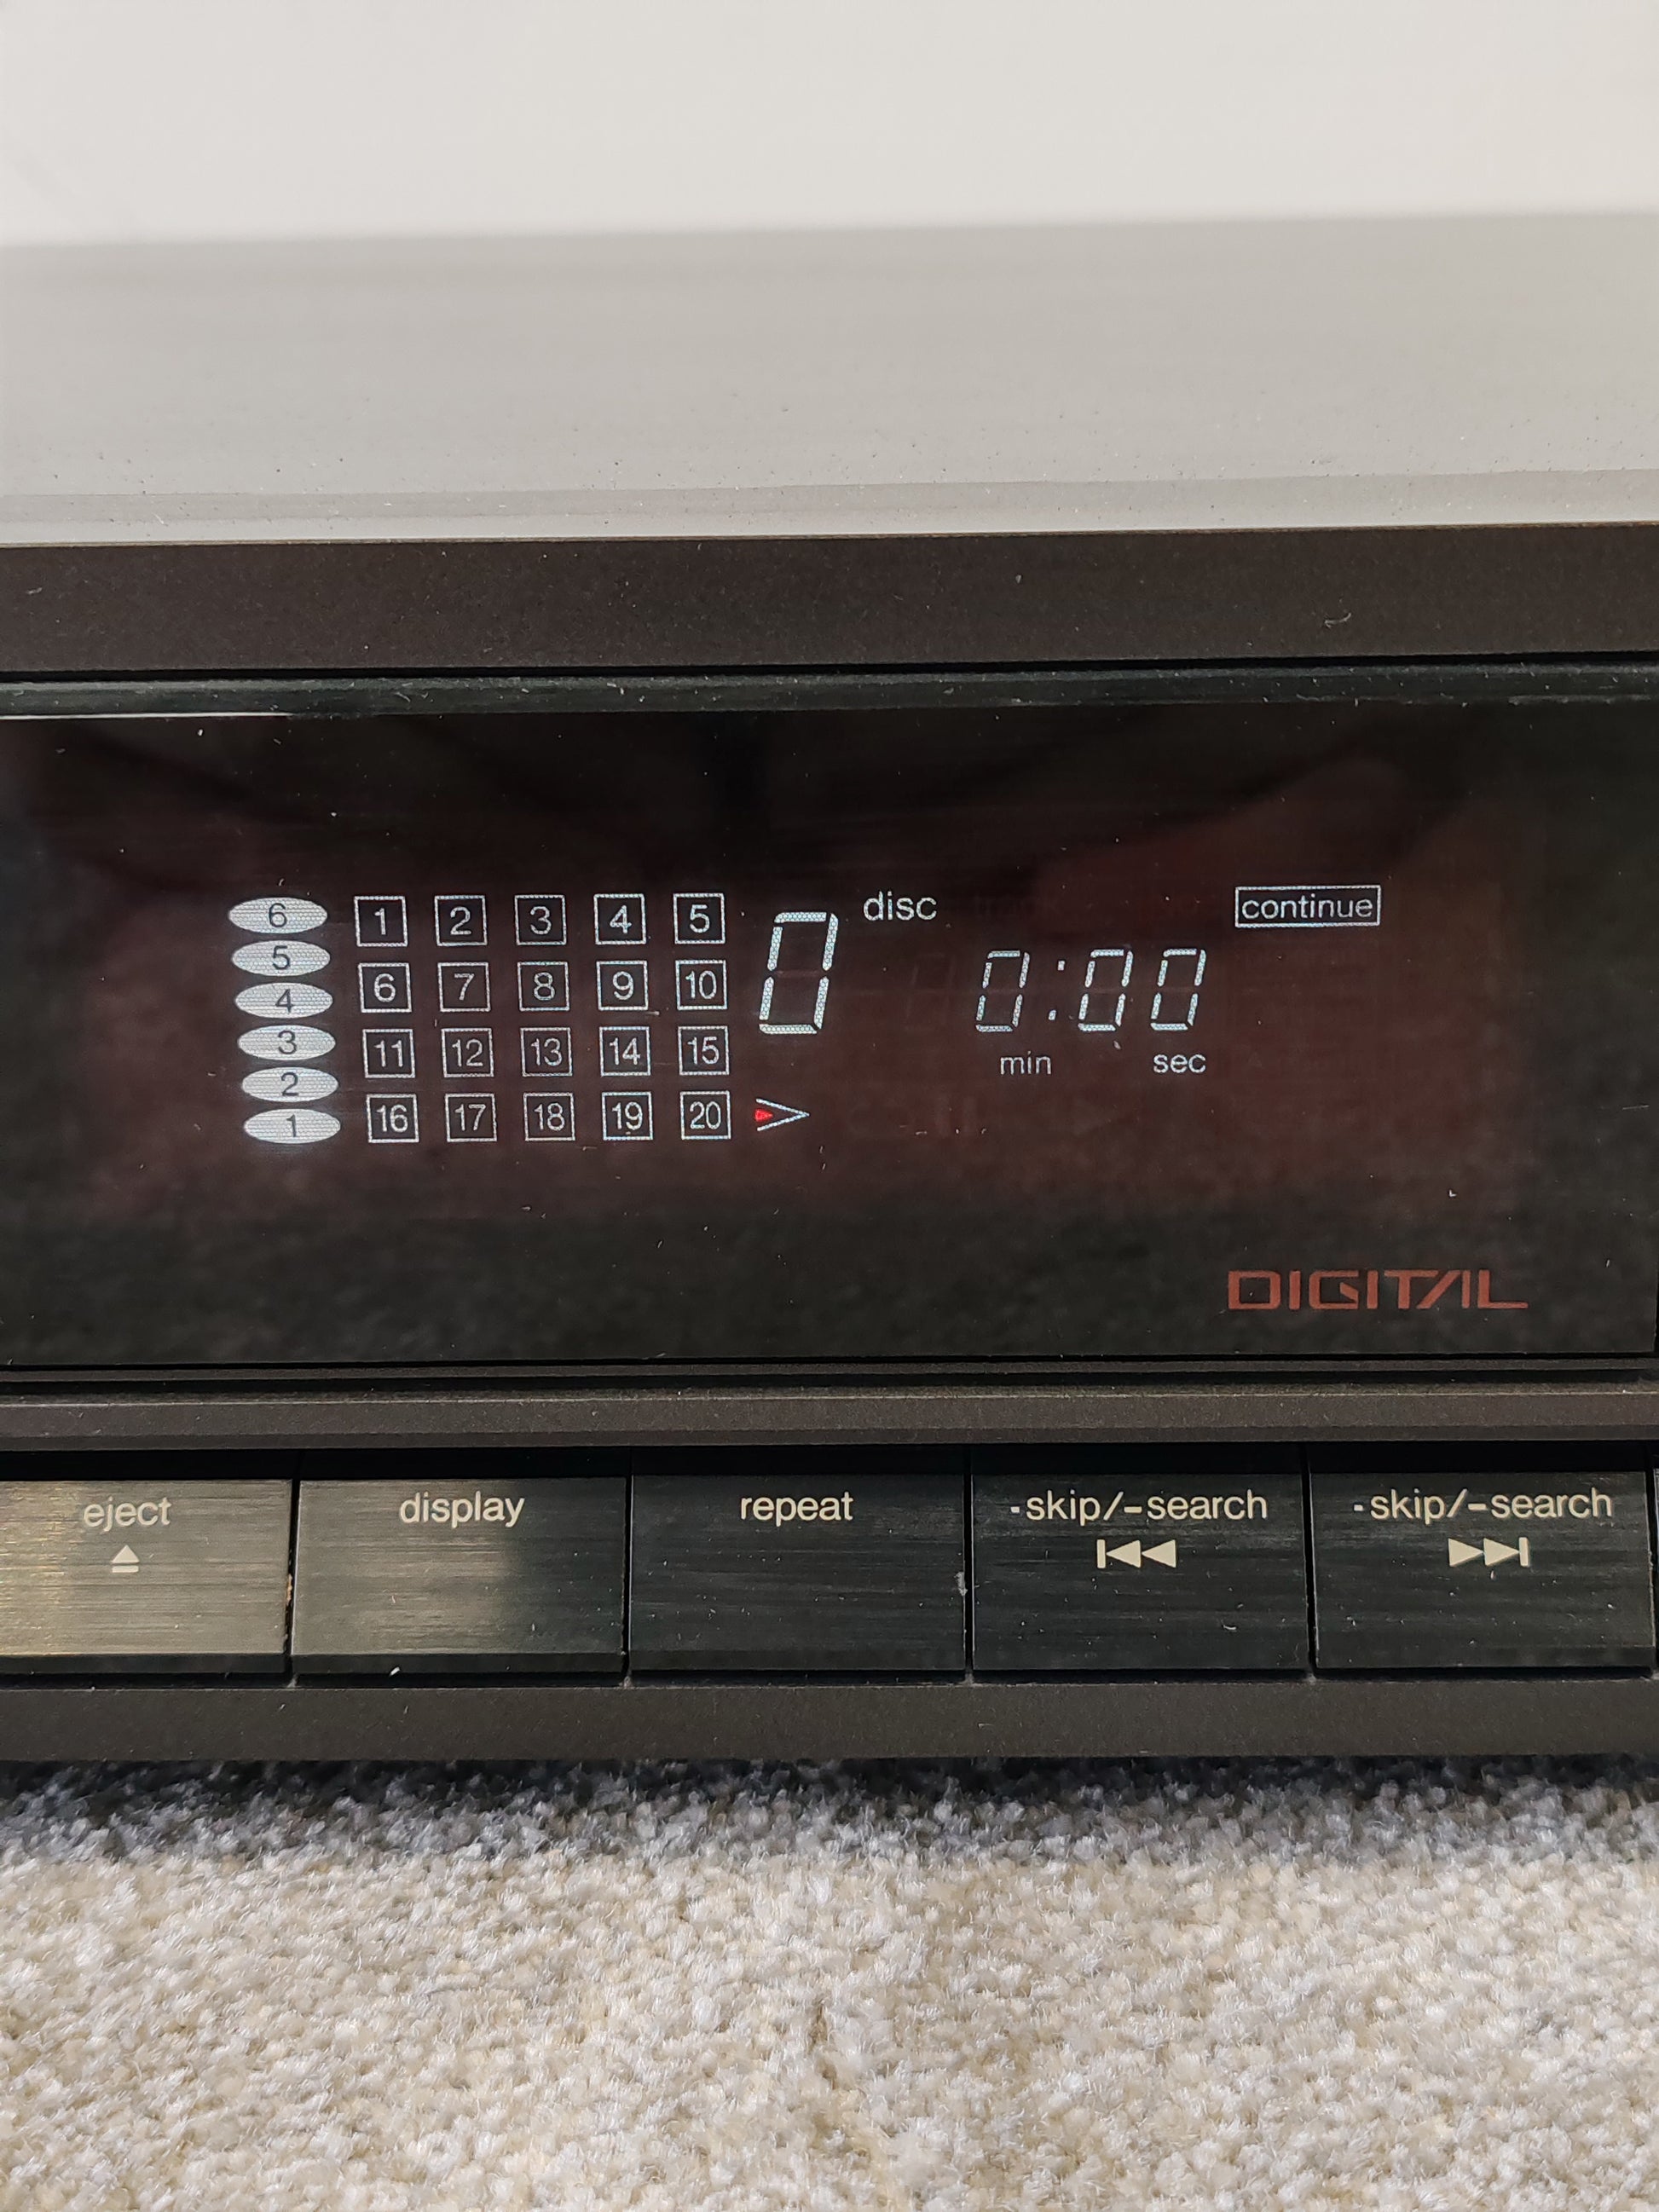 6 1 2 3 4 5 0 disc continue
5
4 6 7 8 9 10 0:00
3 11 12 13 14 15 min sec
2
1 16 17 18 19 20
DIGITAL
eject display repeat -skip/-search -skip/-search